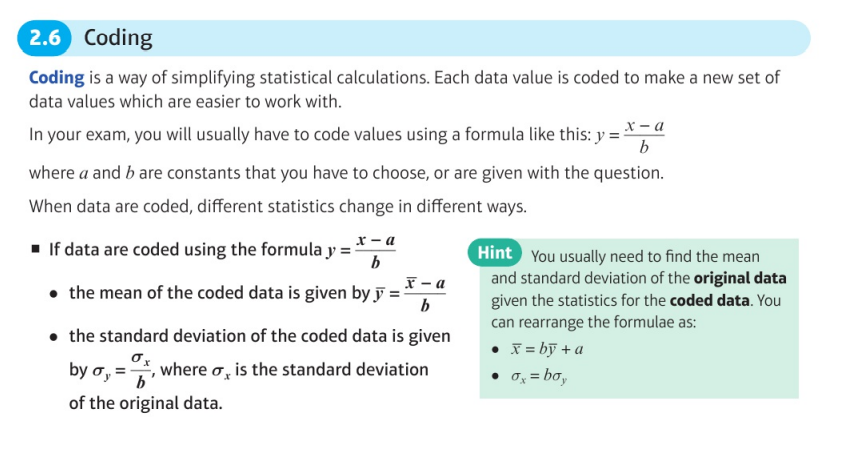 2.6 Coding
Coding is a way of simplifying statistical calculations. Each data value is coded to make a new set of
data values which are easier to work with.
In your exam, you will usually have to code values using a formula like this: y = (x − a)/b
where a and b are constants that you have to choose, or are given with the question.
When data are coded, different statistics change in different ways.
■ If data are coded using the formula y = (x − a)/b
• the mean of the coded data is given by y̅ = (x̅ − a)/b
• the standard deviation of the coded data is given
by σ_y = σ_x/b, where σ_x is the standard deviation
of the original data.
Hint You usually need to find the mean
and standard deviation of the original data
given the statistics for the coded data. You
can rearrange the formulae as:
• x̅ = by̅ + a
• σ_x = bσ_y